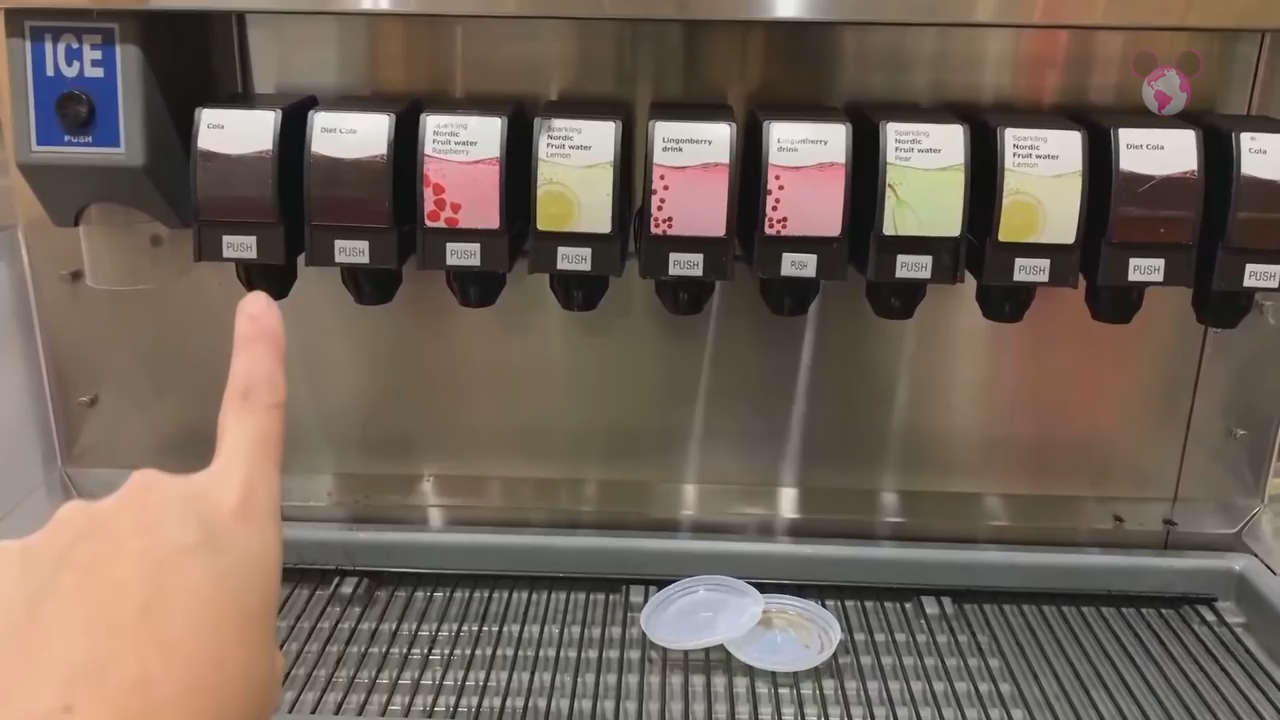 ICE
PUSH
Cola
PUSH
Diet Cola
PUSH
Sparkling
Nordic
Fruit water
Raspberry
PUSH
Sparkling
Nordic
Fruit water
Lemon
PUSH
Lingonberry
drink
PUSH
Lingonberry
drink
PUSH
Sparkling
Nordic
Fruit water
Pear
PUSH
Sparkling
Nordic
Fruit water
Lemon
PUSH
Diet Cola
PUSH
Cola
PUSH